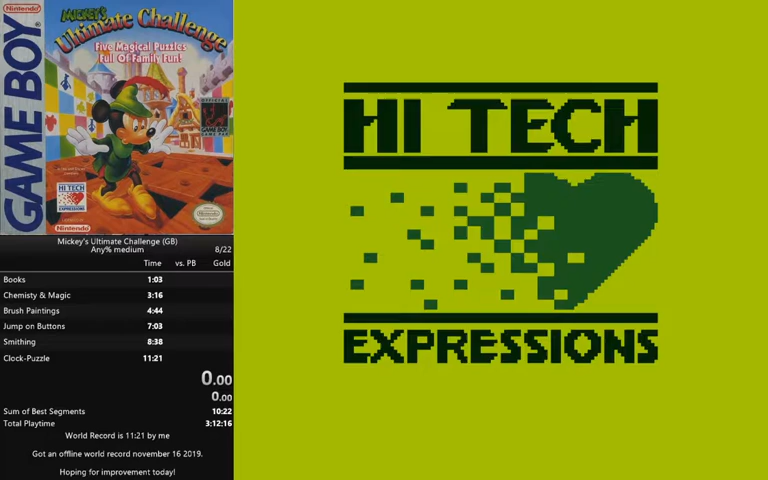 Nintendo
GAME BOY
MICKEY'S
Ultimate Challenge
Five Magical Puzzles
Full Of Family Fun!
HI TECH
EXPRESSIONS
Nintendo
HI TECH
EXPRESSIONS
Mickey's Ultimate Challenge (GB)
Any% medium 8/22
Time vs. PB Gold
Books 1:03
Chemisty & Magic 3:16
Brush Paintings 4:44
Jump on Buttons 7:03
Smithing 8:38
Clock-Puzzle 11:21
0.00
0.00
Sum of Best Segments 10:22
Total Playtime 3:12:16
World Record is 11:21 by me
Got an offline world record november 16 2019.
Hoping for improvement today!